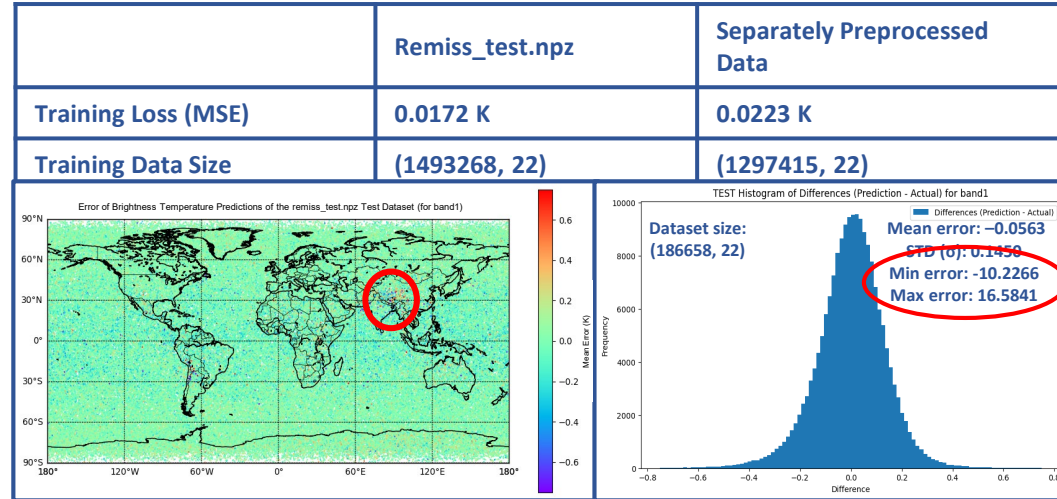 Remiss_test.npz
Separately Preprocessed
Data
Training Loss (MSE)
0.0172 K
0.0223 K
Training Data Size
(1493268, 22)
(1297415, 22)
Error of Brightness Temperature Predictions of the remiss_test.npz Test Dataset (for band1)
90°N
60°N
30°N
0°
30°S
60°S
90°S
180° 120°W 60°W 0° 60°E 120°E 180°
0.6
0.4
0.2
0.0
−0.2
−0.4
−0.6
Mean Error (K)
TEST Histogram of Differences (Prediction - Actual) for band1
Differences (Prediction - Actual)
Dataset size:
(186658, 22)
Mean error: –0.0563
STD (σ): 0.1450
Min error: -10.2266
Max error: 16.5841
10000
8000
6000
4000
2000
0
Frequency
−0.8 −0.6 −0.4 −0.2 0.0 0.2 0.4 0.6
Difference